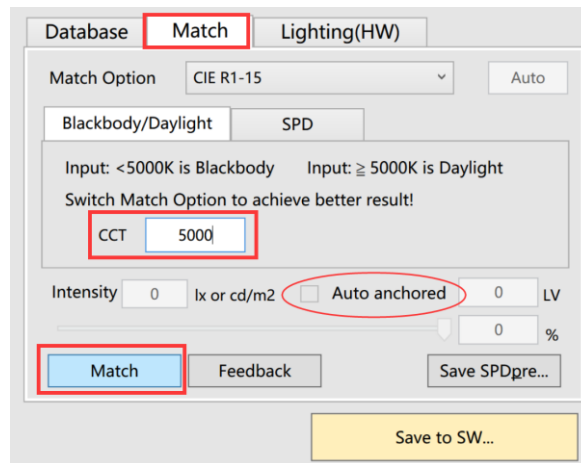 Database Match Lighting(HW)
Match Option CIE R1-15 Auto
Blackbody/Daylight SPD
Input: <5000K is Blackbody Input: ≧ 5000K is Daylight
Switch Match Option to achieve better result!
CCT 5000
Intensity 0 lx or cd/m2 Auto anchored 0 LV
0 %
Match Feedback Save SPDpre...
Save to SW...